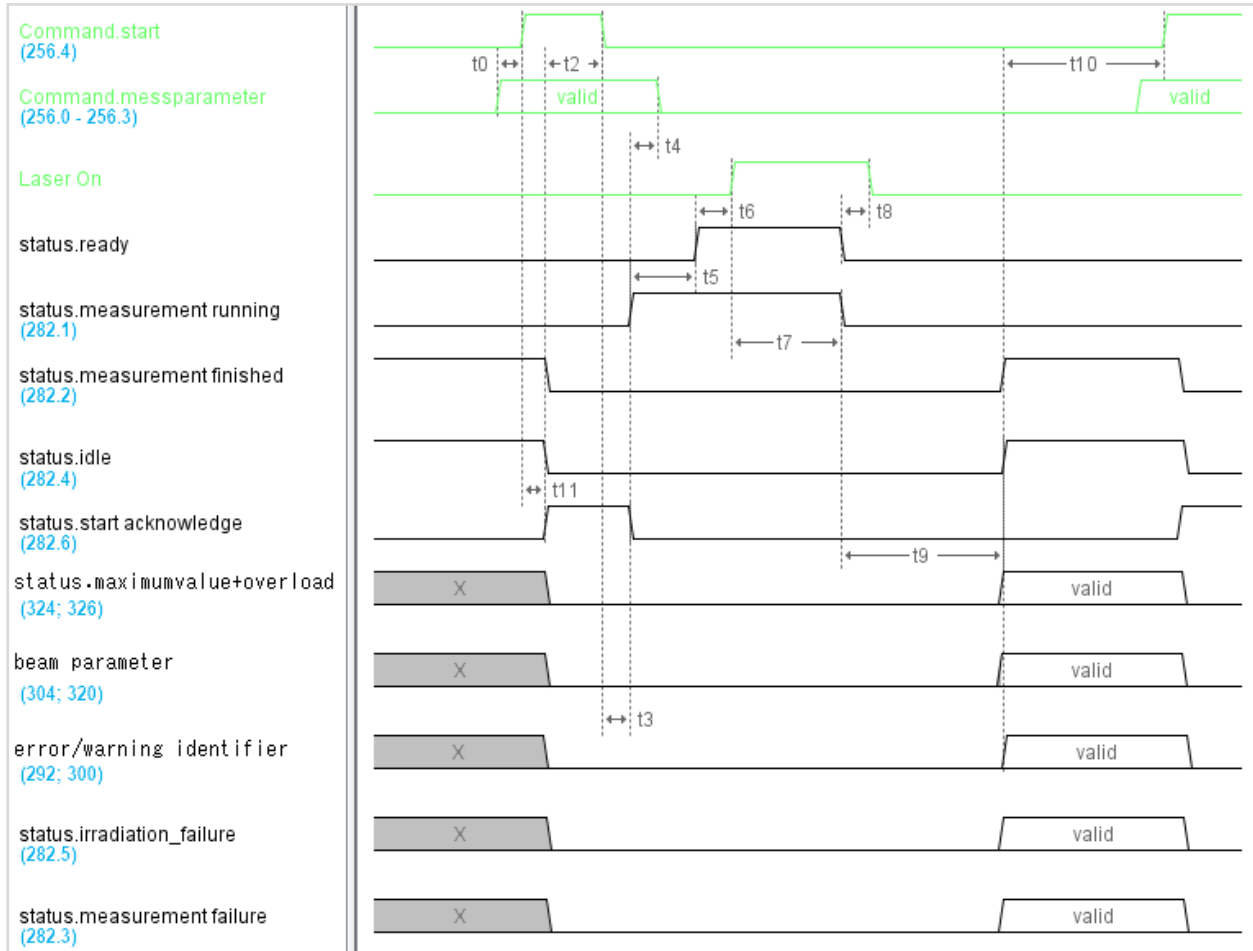 Command.start
(256.4)
t0
t2
t10
Command.messparameter
(256.0 - 256.3)
valid
valid
t4
Laser On
t6
t8
status.ready
t5
status.measurement running
(282.1)
t7
status.measurement finished
(282.2)
status.idle
(282.4)
t11
status.start acknowledge
(282.6)
t9
status.maximumvalue+overload
(324; 326)
X
valid
beam parameter
(304; 320)
X
valid
t3
error/warning identifier
(292; 300)
X
valid
status.irradiation_failure
(282.5)
X
valid
status.measurement failure
(282.3)
X
valid